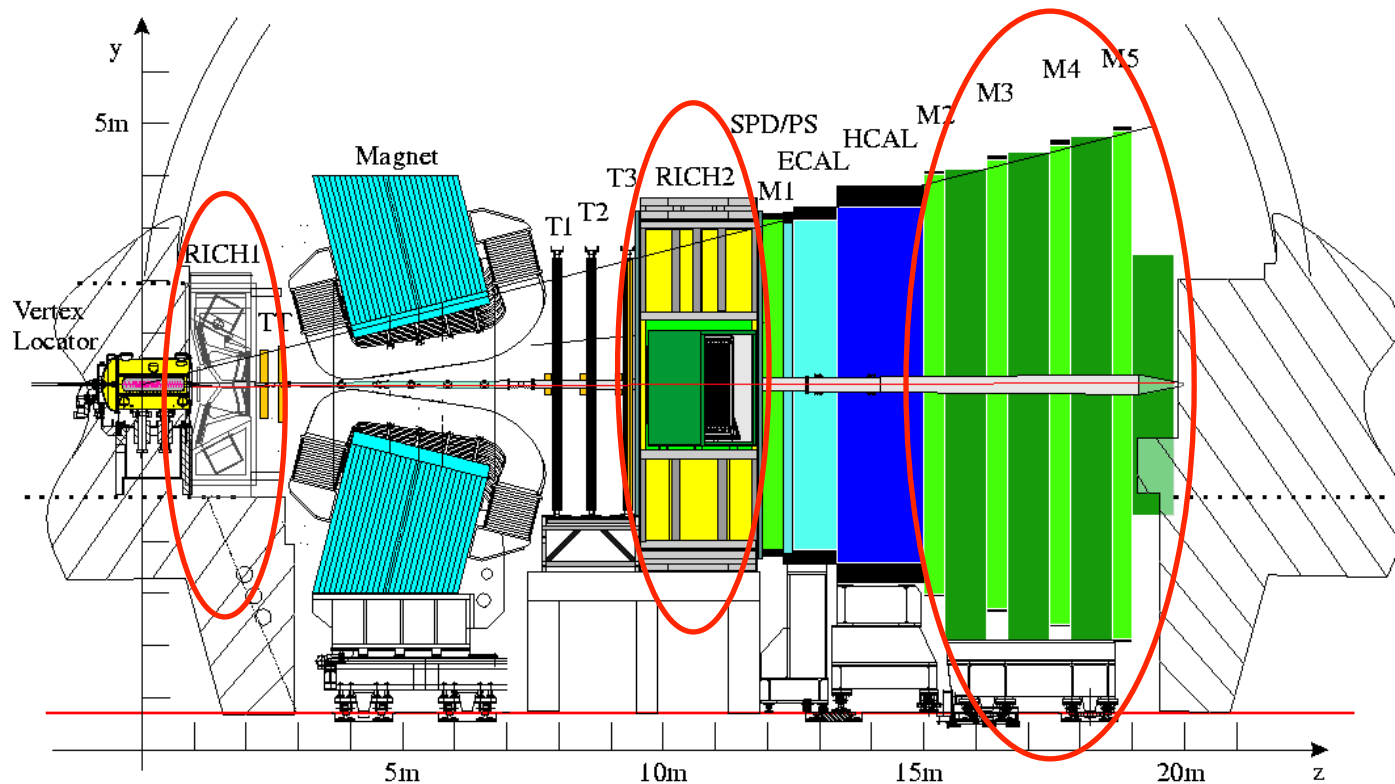 y
5m
Magnet
RICH1
Vertex
Locator
TT
T1
T2
T3
RICH2
SPD/PS
M1
ECAL
HCAL
M2
M3
M4
M5
5m
10m
15m
20m
z